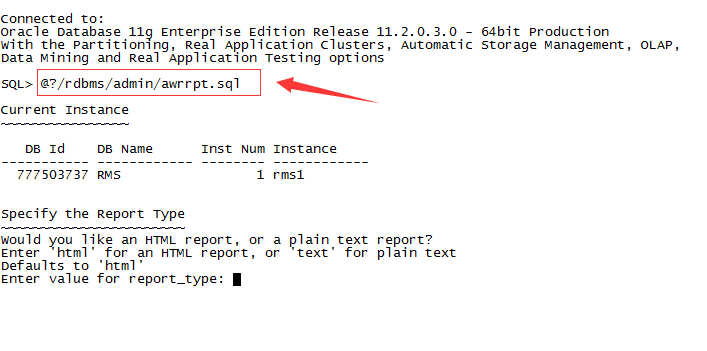 Connected to:
Oracle Database 11g Enterprise Edition Release 11.2.0.3.0 - 64bit Production
With the Partitioning, Real Application Clusters, Automatic Storage Management, OLAP,
Data Mining and Real Application Testing options
SQL> @?/rdbms/admin/awrrpt.sql
Current Instance
~~~~~~~~~~~~~~~~
DB Id    DB Name      Inst Num Instance
----------- ------------ -------- ------------
777503737 RMS                 1 rms1
Specify the Report Type
~~~~~~~~~~~~~~~~~~~~~~~
Would you like an HTML report, or a plain text report?
Enter 'html' for an HTML report, or 'text' for plain text
Defaults to 'html'
Enter value for report_type: